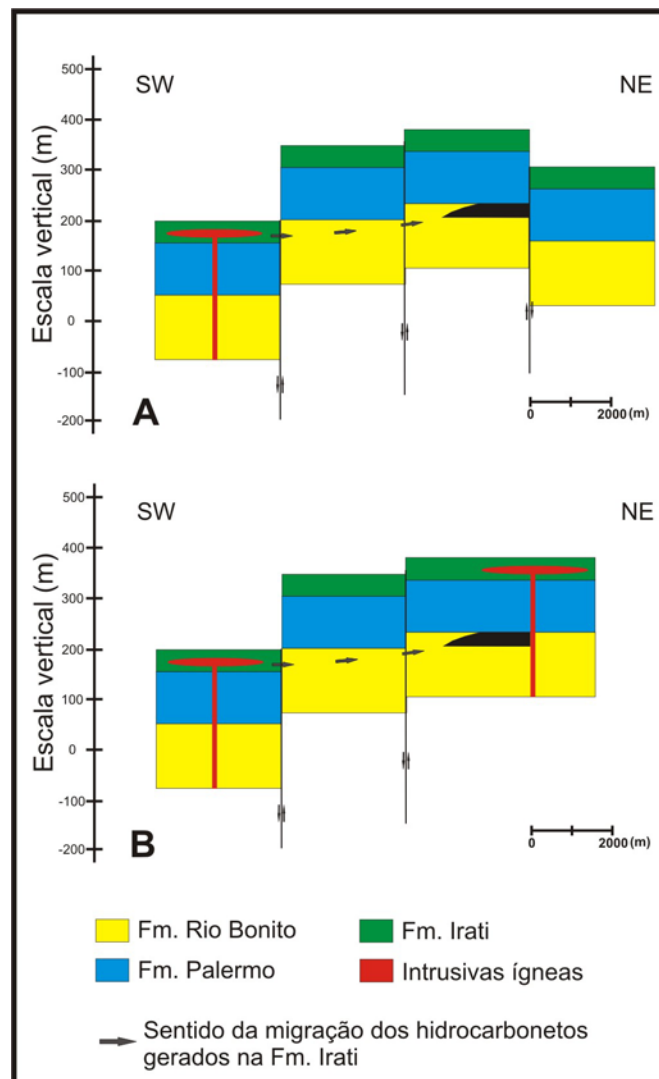 SW
NE
Escala vertical (m)
500
400
300
200
100
0
-100
-200
A
0
2000 (m)
SW
NE
Escala vertical (m)
500
400
300
200
100
0
-100
-200
B
0
2000 (m)
Fm. Rio Bonito
Fm. Irati
Fm. Palermo
Intrusivas ígneas
Sentido da migração dos hidrocarbonetos
gerados na Fm. Irati